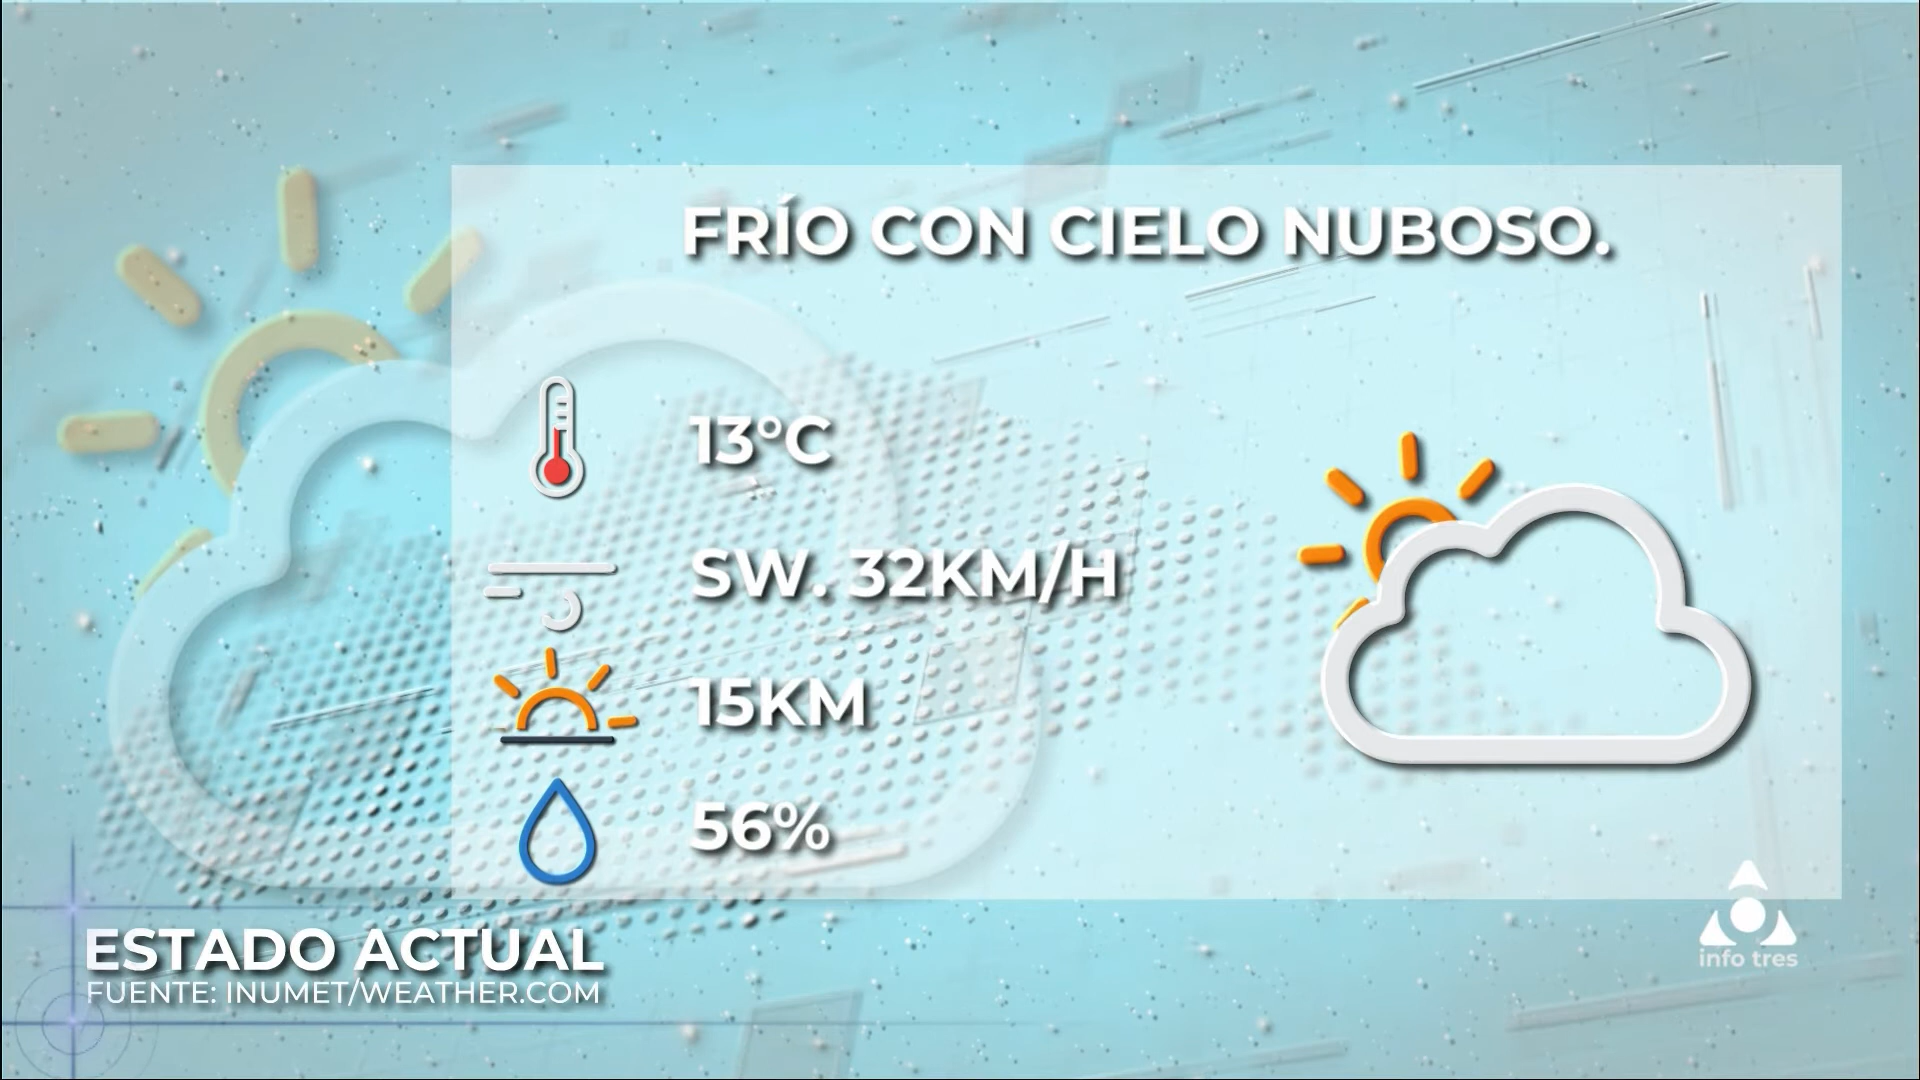 FRÍO CON CIELO NUBOSO.
13°C
SW. 32KM/H
15KM
56%
ESTADO ACTUAL
FUENTE: INUMET/WEATHER.COM
info tres